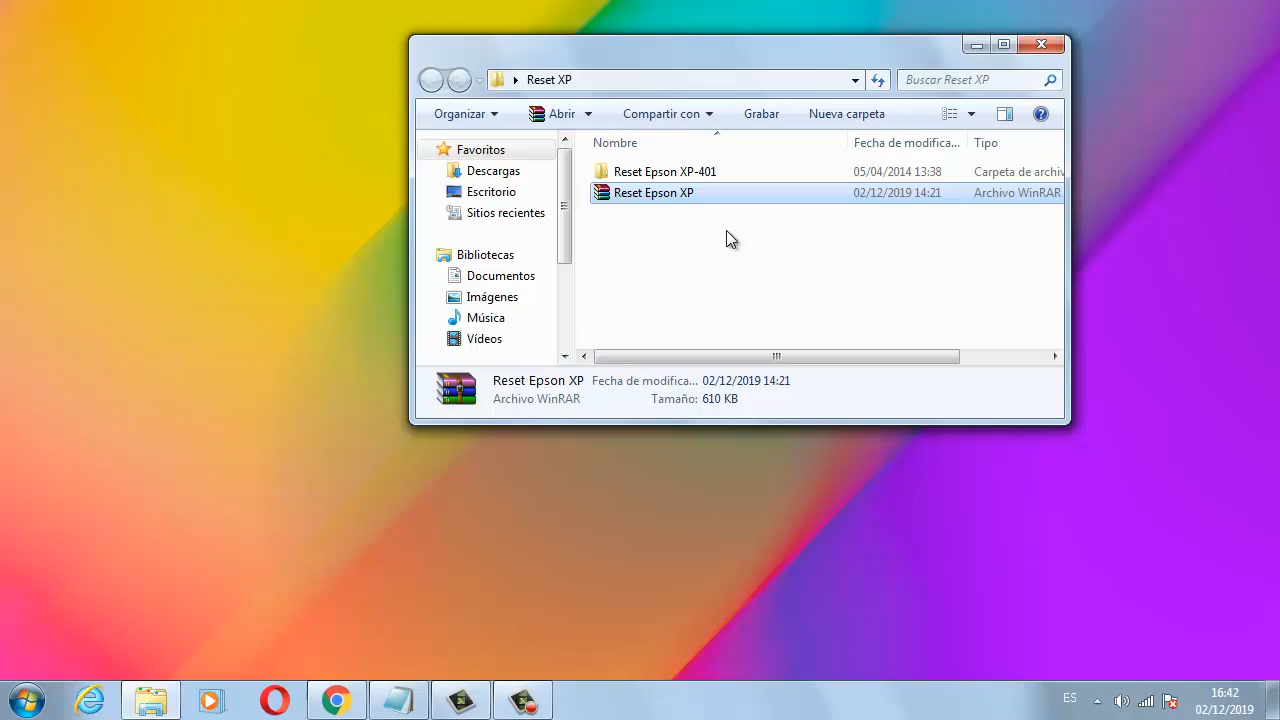 Reset XP
Buscar Reset XP
Organizar
Abrir
Compartir con
Grabar
Nueva carpeta
Favoritos
Descargas
Escritorio
Sitios recientes
Bibliotecas
Documentos
Imágenes
Música
Vídeos
Nombre Fecha de modifica... Tipo
Reset Epson XP-401 05/04/2014 13:38 Carpeta de archiv
Reset Epson XP 02/12/2019 14:21 Archivo WinRAR
Reset Epson XP Fecha de modifica... 02/12/2019 14:21
Archivo WinRAR Tamaño: 610 KB
ES
16:42
02/12/2019